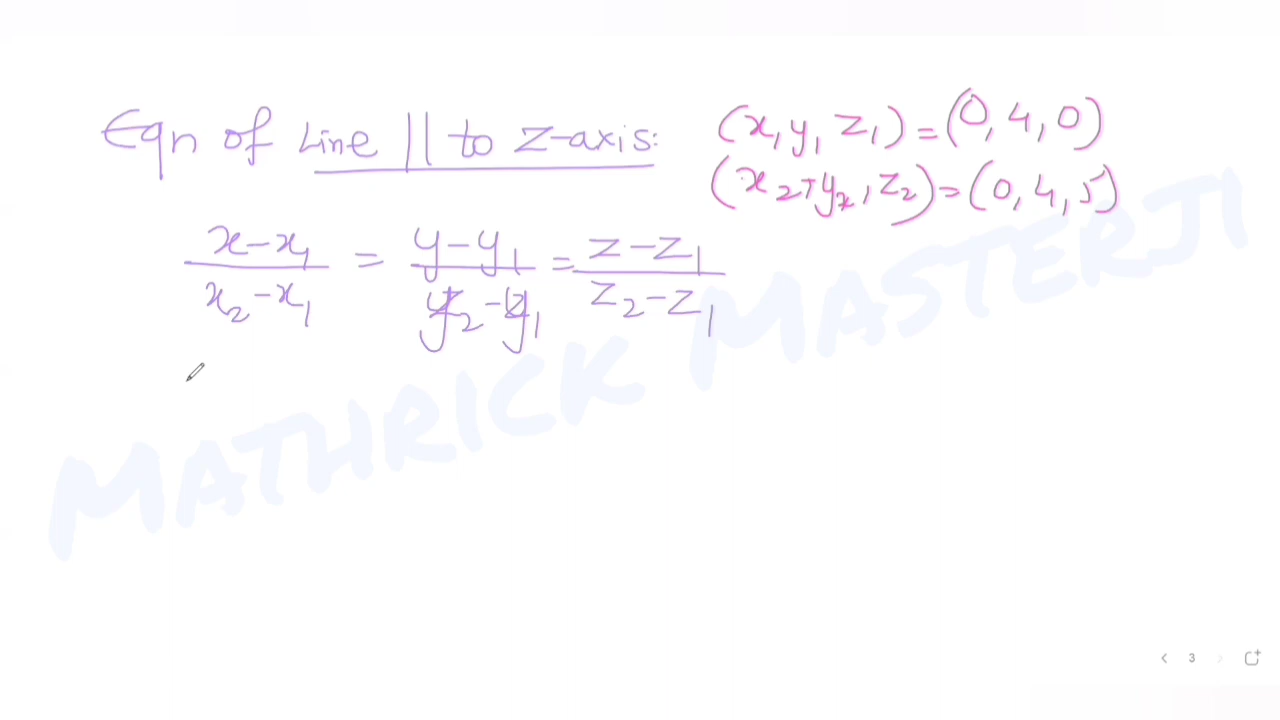 Eqn of Line || to Z-axis:
(x₁ y₁ z₁) = (0, 4, 0)
(x₂, y₂, z₂) = (0, 4, 5)
x-x₁ / x₂-x₁ = y-y₁ / y₂-y₁ = z-z₁ / z₂-z₁
MATHRICK MASTERJI
3